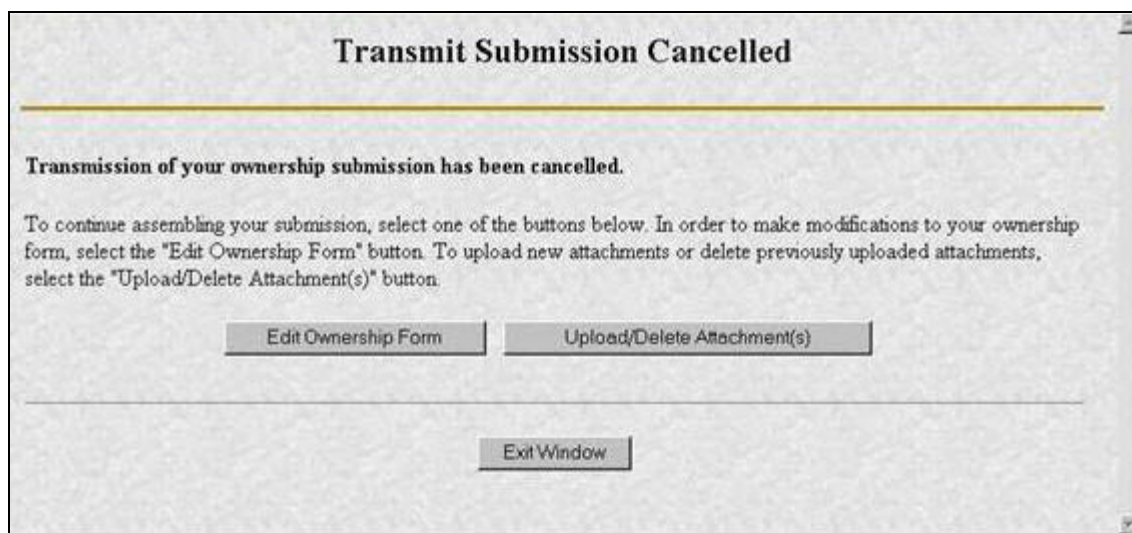 Transmit Submission Cancelled
Transmission of your ownership submission has been cancelled.
To continue assembling your submission, select one of the buttons below. In order to make modifications to your ownership
form, select the "Edit Ownership Form" button. To upload new attachments or delete previously uploaded attachments,
select the "Upload/Delete Attachment(s)" button.
Edit Ownership Form Upload/Delete Attachment(s)
Exit Window